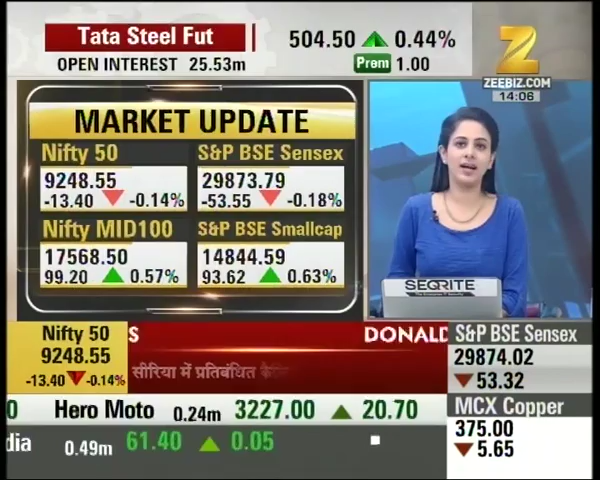 Tata Steel Fut
504.50 0.44%
OPEN INTEREST 25.53m
Prem 1.00
Z
ZEEBIZ.COM
14:06
MARKET UPDATE
Nifty 50
9248.55
-13.40 -0.14%
S&P BSE Sensex
29873.79
-53.55 -0.18%
Nifty MID100
17568.50
99.20 0.57%
S&P BSE Smallcap
14844.59
93.62 0.63%
SEQRITE
Nifty 50
9248.55
-13.40 -0.14%
S DONALD
सीरिया में प्रतिबंधित
S&P BSE Sensex
29874.02
53.32
0 Hero Moto 0.24m 3227.00 20.70
dia 0.49m 61.40 0.05
MCX Copper
375.00
5.65